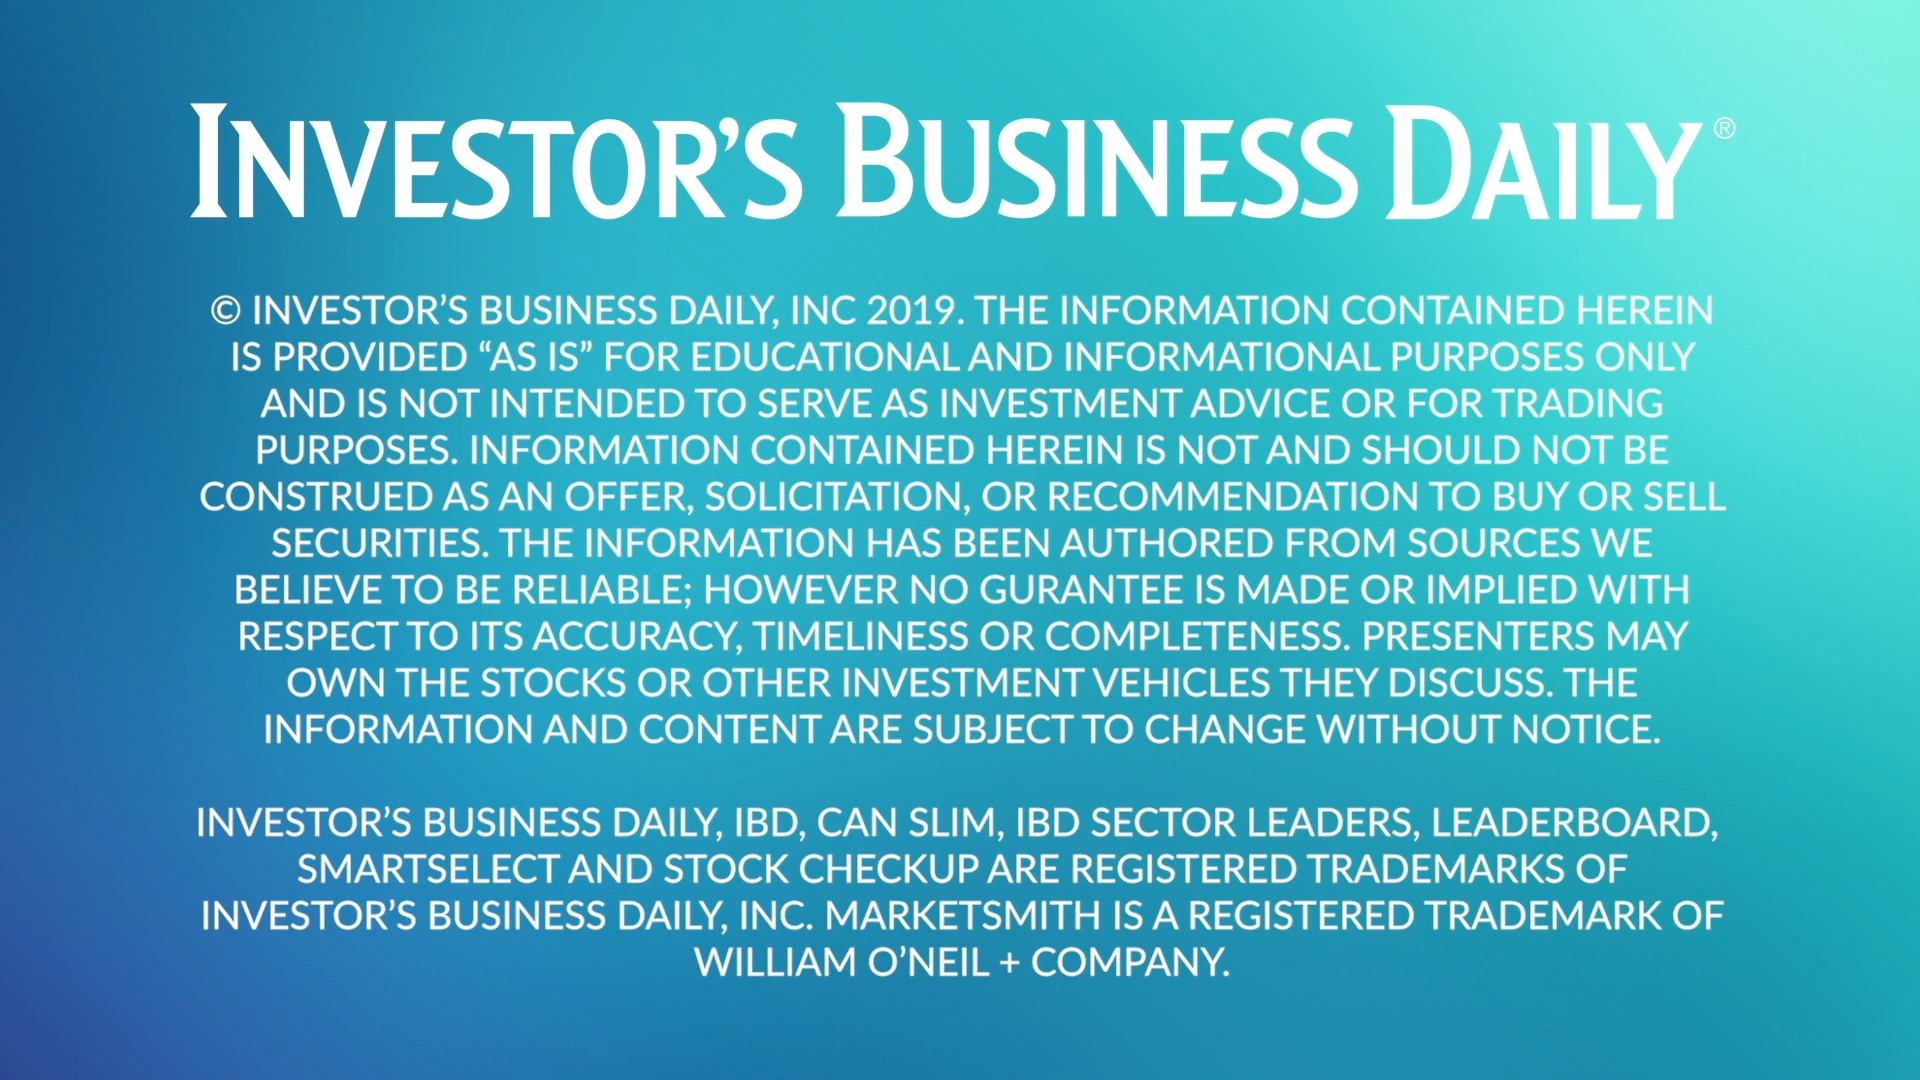 INVESTOR'S BUSINESS DAILY®
© INVESTOR’S BUSINESS DAILY, INC 2019. THE INFORMATION CONTAINED HEREIN
IS PROVIDED “AS IS” FOR EDUCATIONAL AND INFORMATIONAL PURPOSES ONLY
AND IS NOT INTENDED TO SERVE AS INVESTMENT ADVICE OR FOR TRADING
PURPOSES. INFORMATION CONTAINED HEREIN IS NOT AND SHOULD NOT BE
CONSTRUED AS AN OFFER, SOLICITATION, OR RECOMMENDATION TO BUY OR SELL
SECURITIES. THE INFORMATION HAS BEEN AUTHORED FROM SOURCES WE
BELIEVE TO BE RELIABLE; HOWEVER NO GURANTEE IS MADE OR IMPLIED WITH
RESPECT TO ITS ACCURACY, TIMELINESS OR COMPLETENESS. PRESENTERS MAY
OWN THE STOCKS OR OTHER INVESTMENT VEHICLES THEY DISCUSS. THE
INFORMATION AND CONTENT ARE SUBJECT TO CHANGE WITHOUT NOTICE.
INVESTOR’S BUSINESS DAILY, IBD, CAN SLIM, IBD SECTOR LEADERS, LEADERBOARD,
SMARTSELECT AND STOCK CHECKUP ARE REGISTERED TRADEMARKS OF
INVESTOR’S BUSINESS DAILY, INC. MARKETSMITH IS A REGISTERED TRADEMARK OF
WILLIAM O’NEIL + COMPANY.